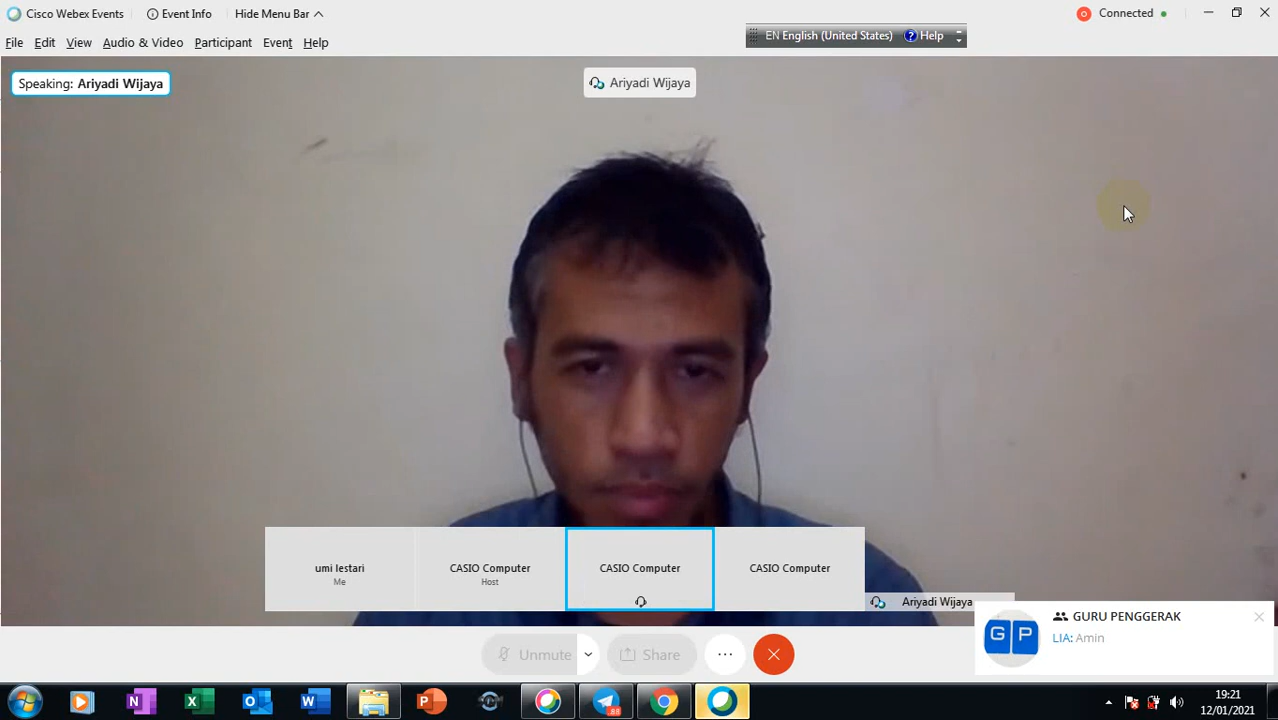 Cisco Webex Events
Event Info
Hide Menu Bar
Connected
File Edit View Audio & Video Participant Event Help
EN English (United States) ? Help
Speaking: Ariyadi Wijaya
Ariyadi Wijaya
umi lestari
Me
CASIO Computer
Host
CASIO Computer
CASIO Computer
Ariyadi Wijaya
GP
GURU PENGGERAK
LIA: Amin
Unmute
Share
88
19:21
12/01/2021